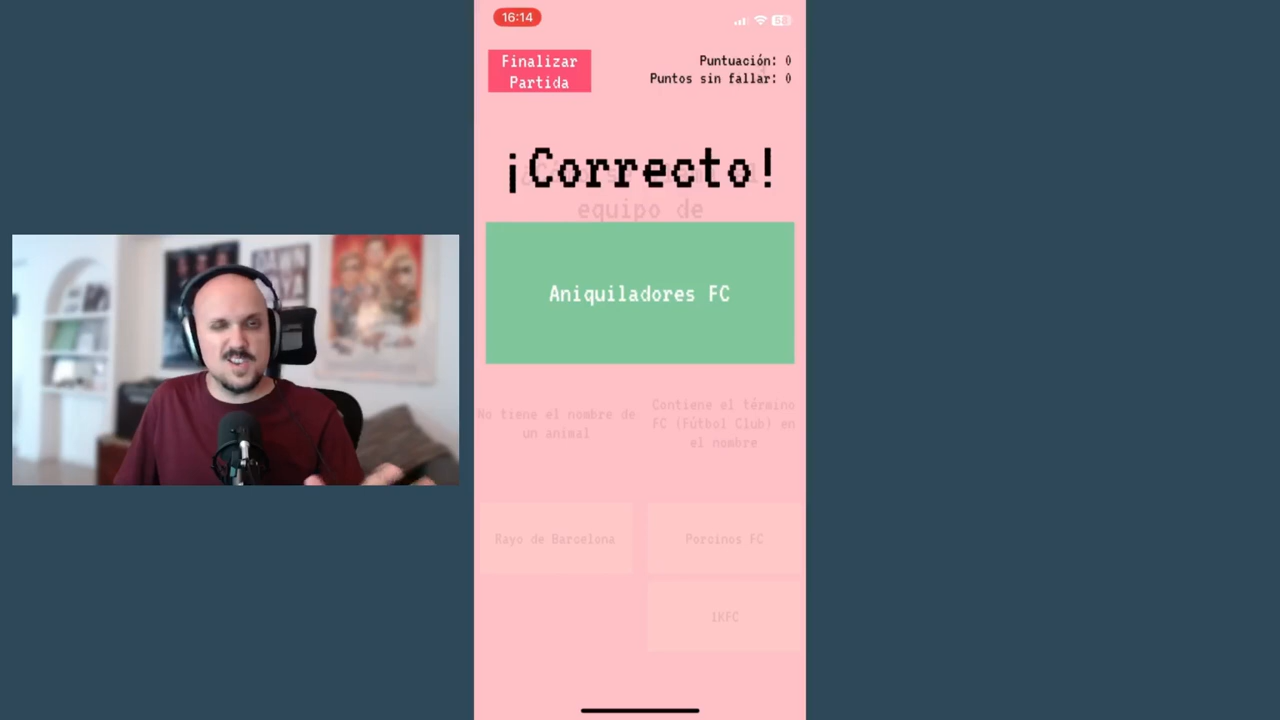 16:14
58
Finalizar
Partida
Puntuación: 0
Puntos sin fallar: 0
¡Correcto!
equipo de
Aniquiladores FC
No tiene el nombre de
un animal
Contiene el término
FC (Fútbol Club) en
el nombre
Rayo de Barcelona
Porcinos FC
1KFC